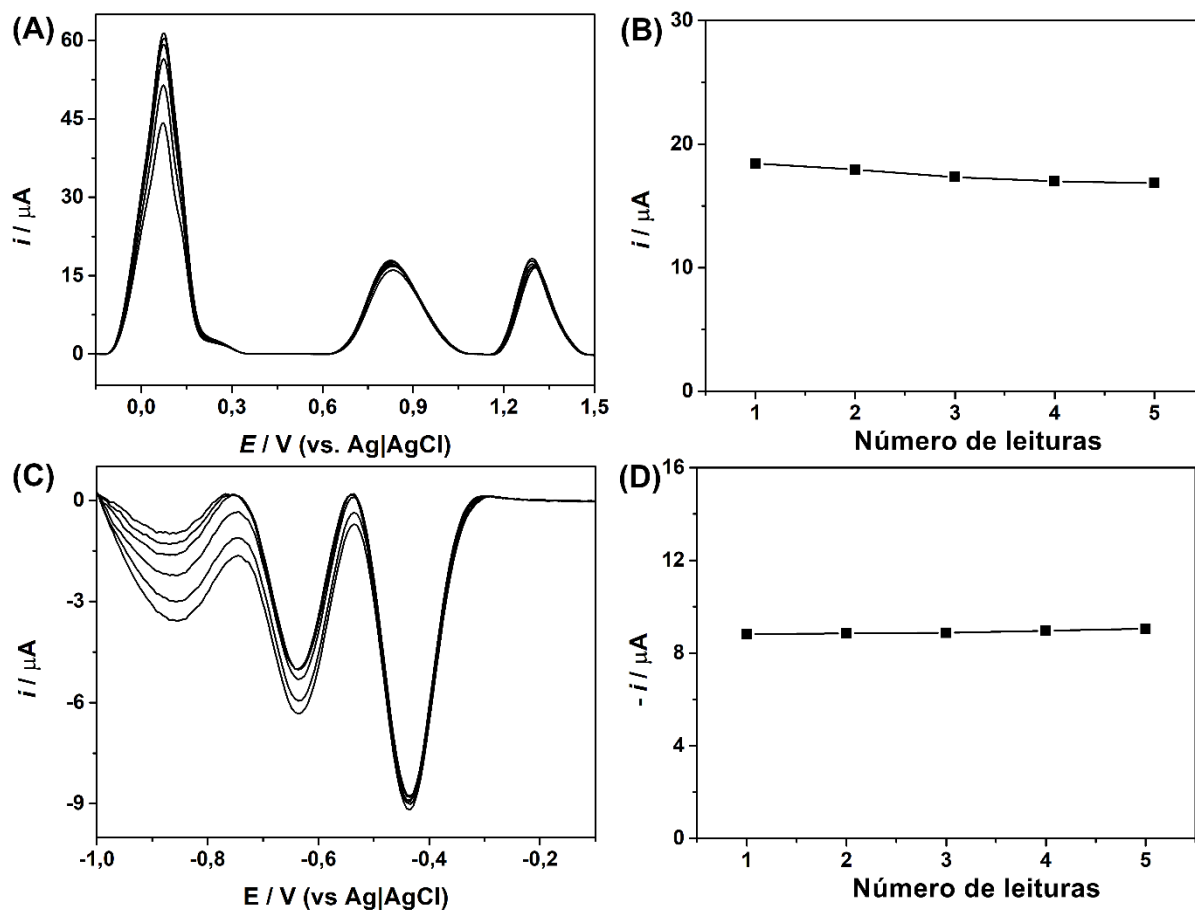 (A)
60
45
30
15
0
i / μA
0,0 0,3 0,6 0,9 1,2 1,5
E / V (vs. Ag|AgCl)
(B)
30
20
10
0
i / μA
1 2 3 4 5
Número de leituras
(C)
0
-3
-6
-9
i / μA
-1,0 -0,8 -0,6 -0,4 -0,2
E / V (vs Ag|AgCl)
(D)
16
12
8
4
0
- i / μA
1 2 3 4 5
Número de leituras